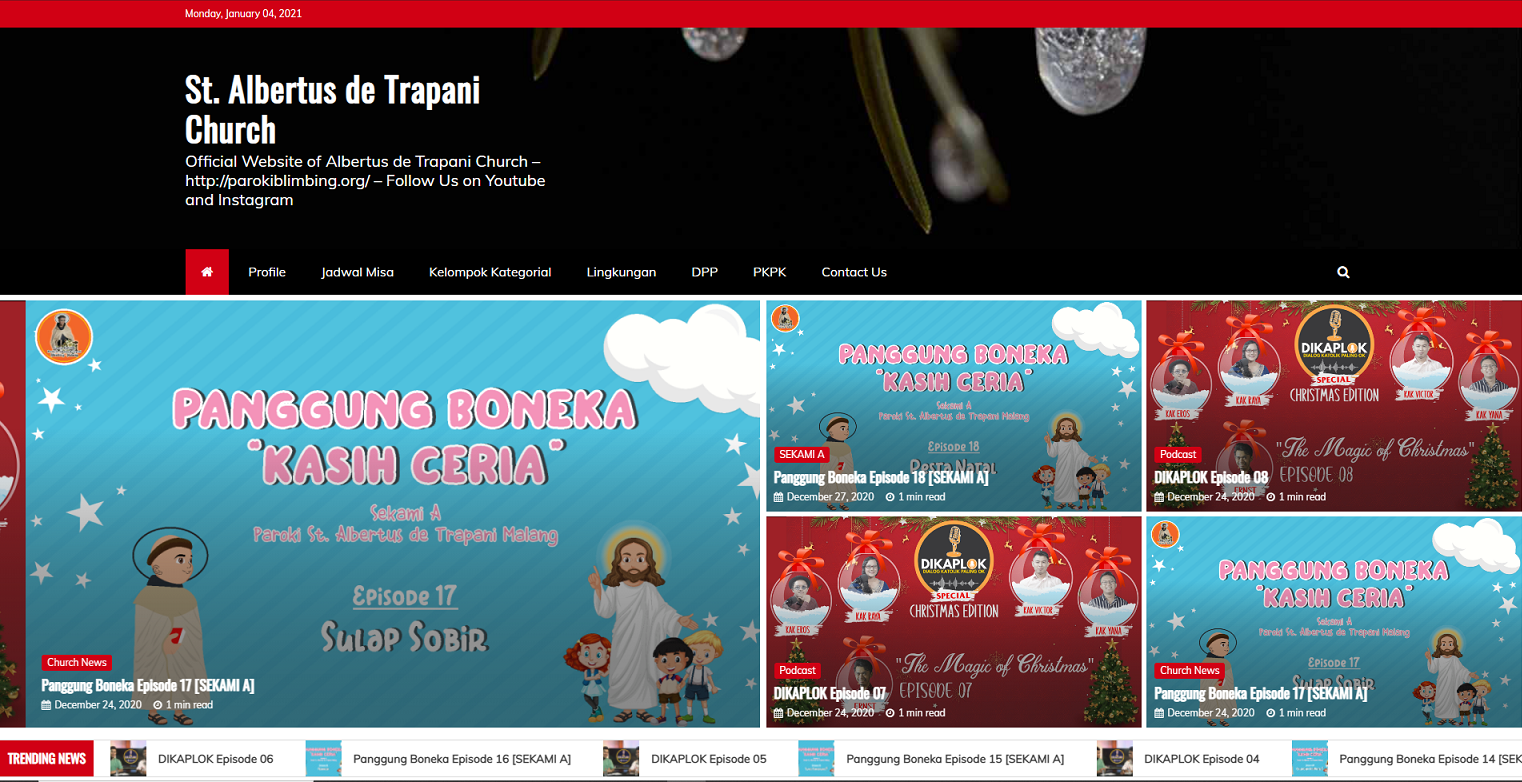 Monday, January 04, 2021
St. Albertus de Trapani
Church
Official Website of Albertus de Trapani Church –
http://parokiblimbing.org/ – Follow Us on Youtube
and Instagram
Profile
Jadwal Misa
Kelompok Kategorial
Lingkungan
DPP
PKPK
Contact Us
PANGGUNG BONEKA
"KASIH CERIA"
Sekami A
Paroki St. Albertus de Trapani Malang
Episode 17
Sulap Sobir
Church News
Panggung Boneka Episode 17 [SEKAMI A]
December 24, 2020 1 min read
PANGGUNG BONEKA
"KASIH CERIA"
Sekami A
Paroki St. Albertus de Trapani Malang
Episode 18
Pesta Natal
SEKAMI A
Panggung Boneka Episode 18 [SEKAMI A]
December 27, 2020 1 min read
DIKAPLOK
DIALOG KATOLIK PALING OK
SPECIAL
CHRISTMAS EDITION
KAK EROS
KAK RAYA
KAK VICTOR
KAK YANA
ERNST
"The Magic of Christmas"
EPISODE 08
Podcast
DIKAPLOK Episode 08
December 24, 2020 1 min read
DIKAPLOK
DIALOG KATOLIK PALING OK
SPECIAL
CHRISTMAS EDITION
KAK EROS
KAK RAYA
KAK VICTOR
KAK YANA
ERNST
"The Magic of Christmas"
EPISODE 07
Podcast
DIKAPLOK Episode 07
December 24, 2020 1 min read
PANGGUNG BONEKA
"KASIH CERIA"
Sekami A
Paroki St. Albertus de Trapani Malang
Episode 17
Sulap Sobir
Church News
Panggung Boneka Episode 17 [SEKAMI A]
December 24, 2020 1 min read
TRENDING NEWS
DIKAPLOK Episode 06
Panggung Boneka Episode 16 [SEKAMI A]
DIKAPLOK Episode 05
Panggung Boneka Episode 15 [SEKAMI A]
DIKAPLOK Episode 04
Panggung Boneka Episode 14 [SEK